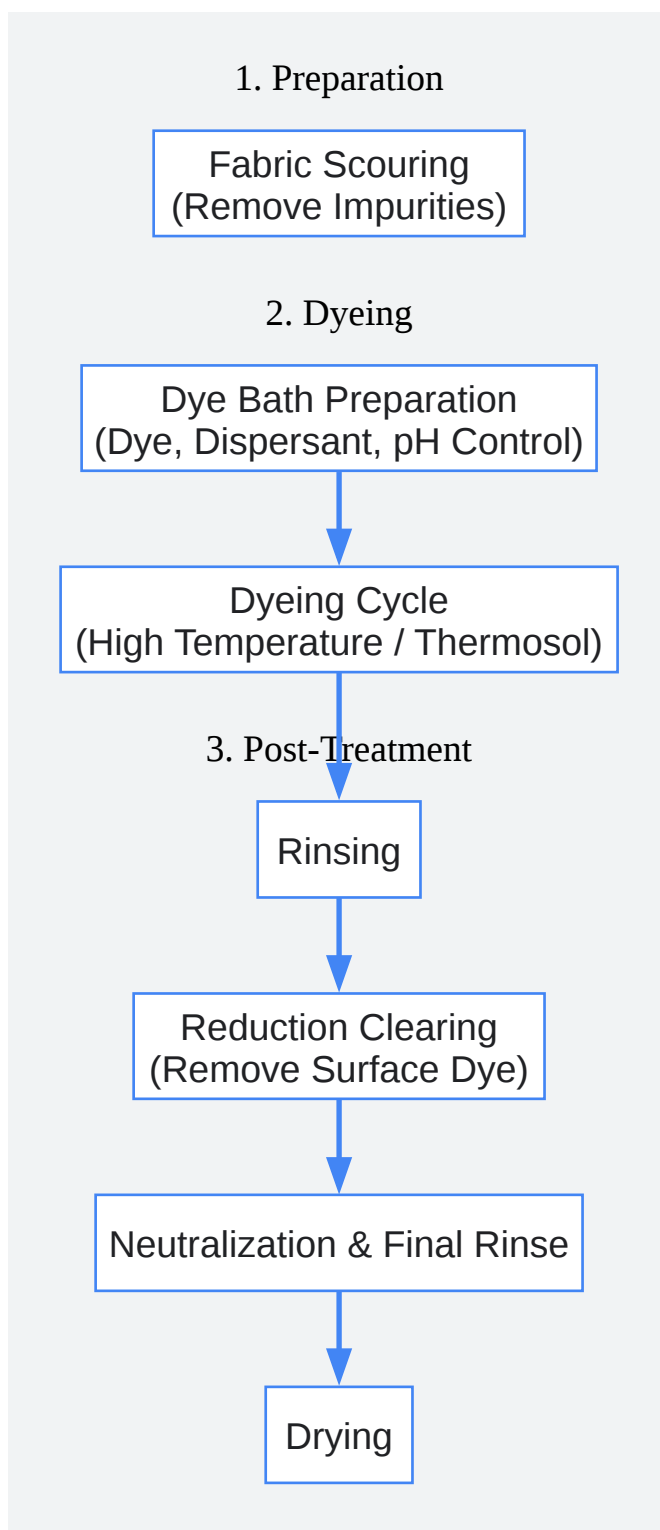 1. Preparation
Fabric Scouring
(Remove Impurities)
2. Dyeing
Dye Bath Preparation
(Dye, Dispersant, pH Control)
Dyeing Cycle
(High Temperature / Thermosol)
3. Post-Treatment
Rinsing
Reduction Clearing
(Remove Surface Dye)
Neutralization & Final Rinse
Drying